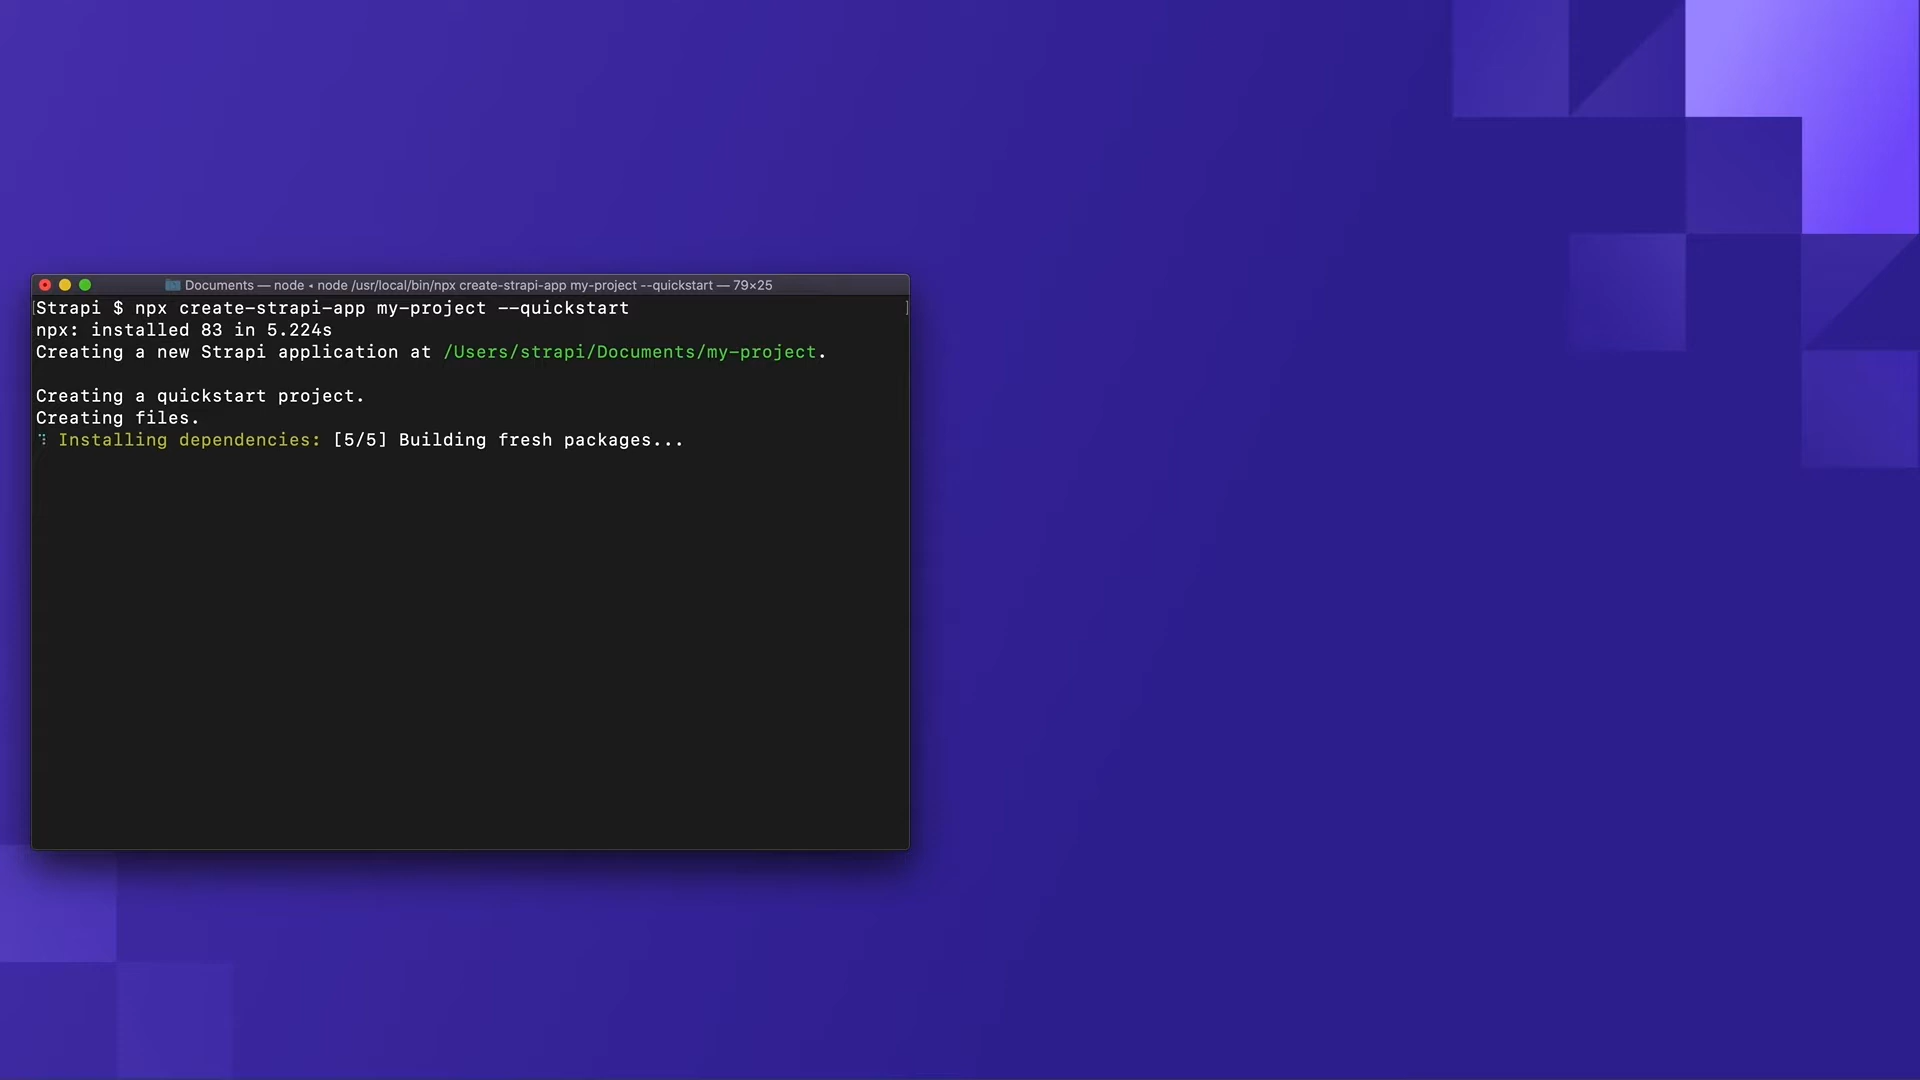 Documents — node ◂ node /usr/local/bin/npx create-strapi-app my-project --quickstart — 79×25
Strapi $ npx create-strapi-app my-project --quickstart
npx: installed 83 in 5.224s
Creating a new Strapi application at /Users/strapi/Documents/my-project.
Creating a quickstart project.
Creating files.
Installing dependencies: [5/5] Building fresh packages...